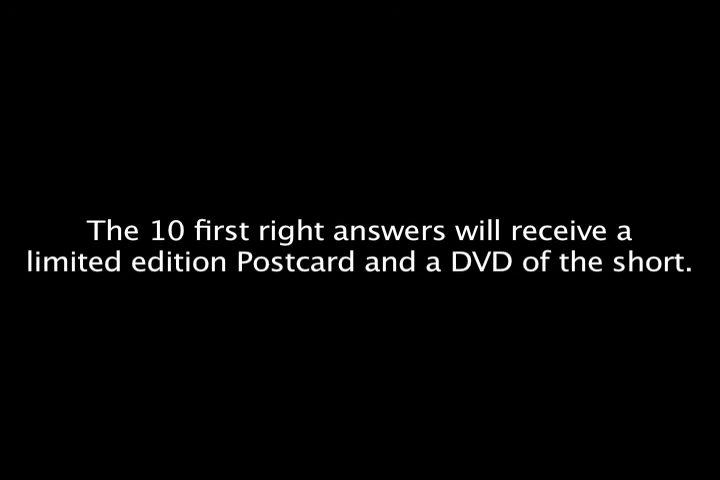 The 10 first right answers will receive a
limited edition Postcard and a DVD of the short.